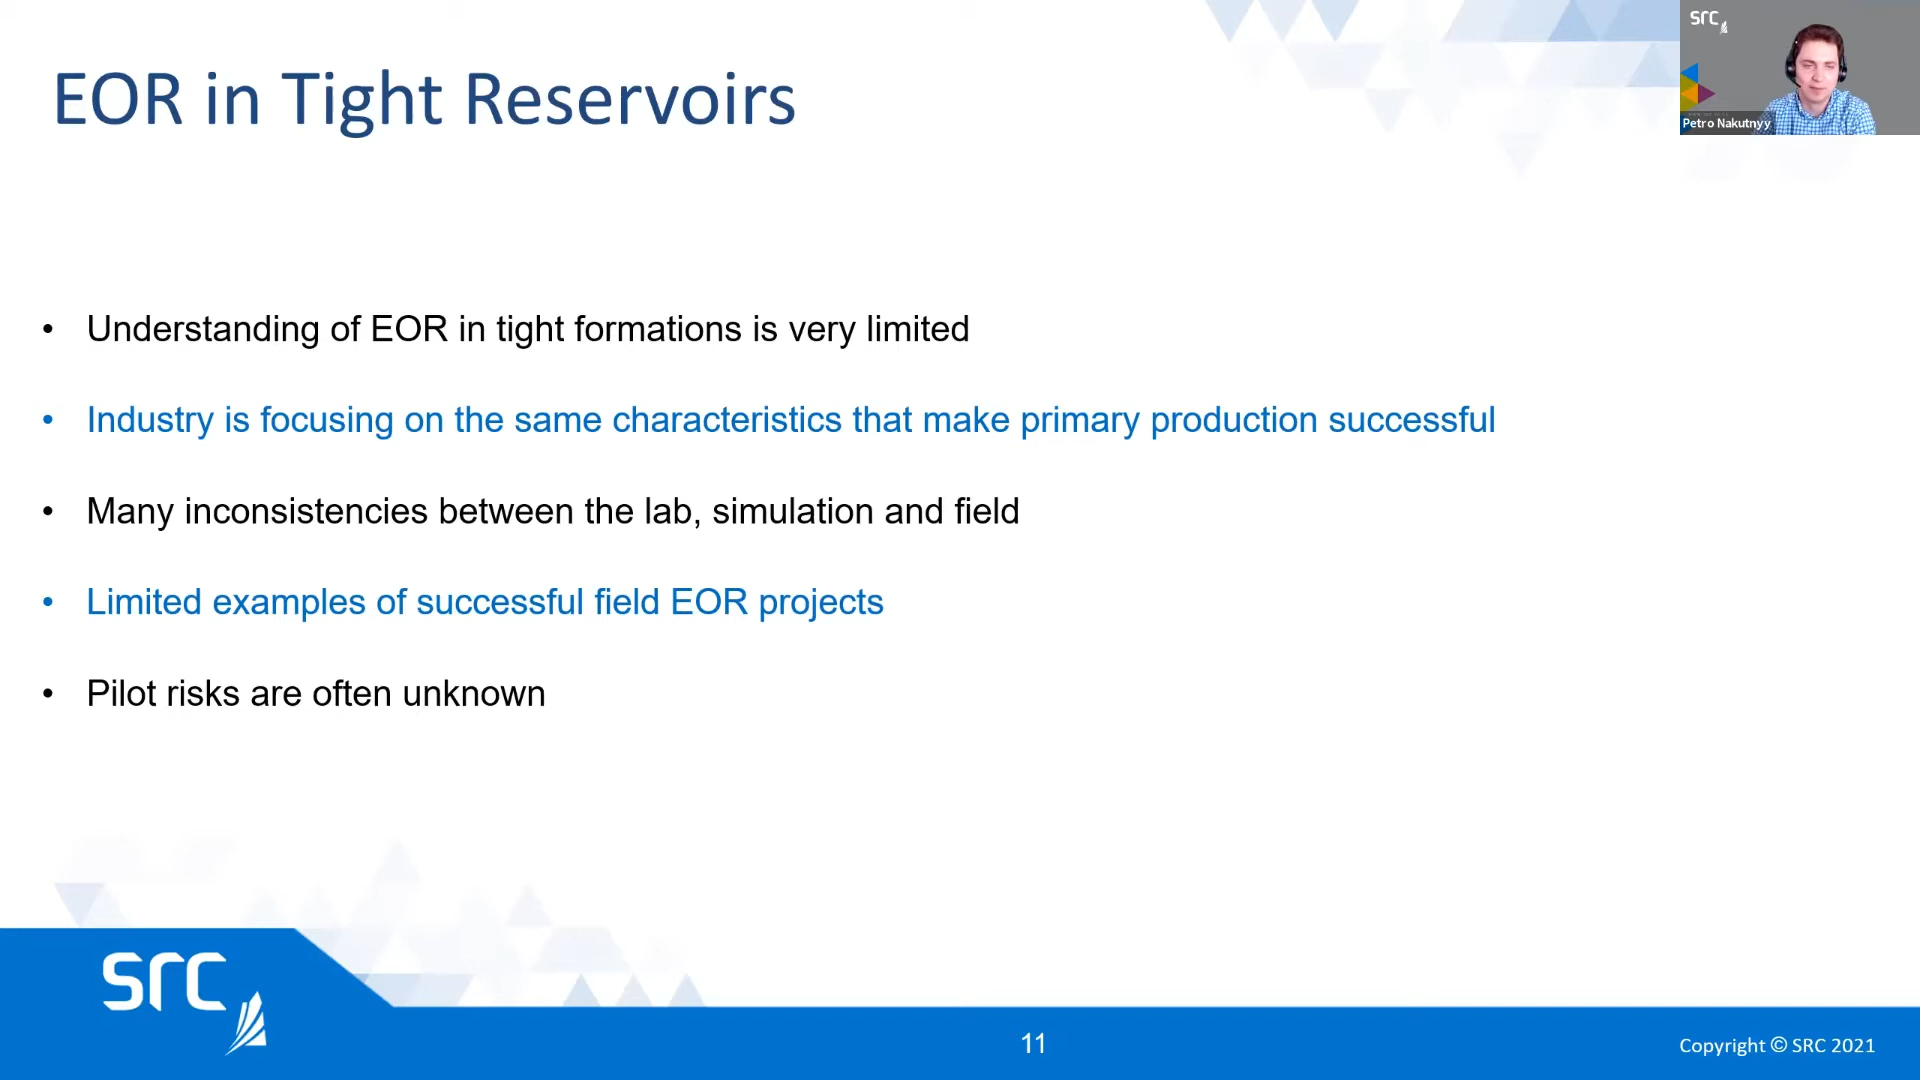 EOR in Tight Reservoirs
src
Petro Nakutnyy
• Understanding of EOR in tight formations is very limited
• Industry is focusing on the same characteristics that make primary production successful
• Many inconsistencies between the lab, simulation and field
• Limited examples of successful field EOR projects
• Pilot risks are often unknown
src
11
Copyright © SRC 2021